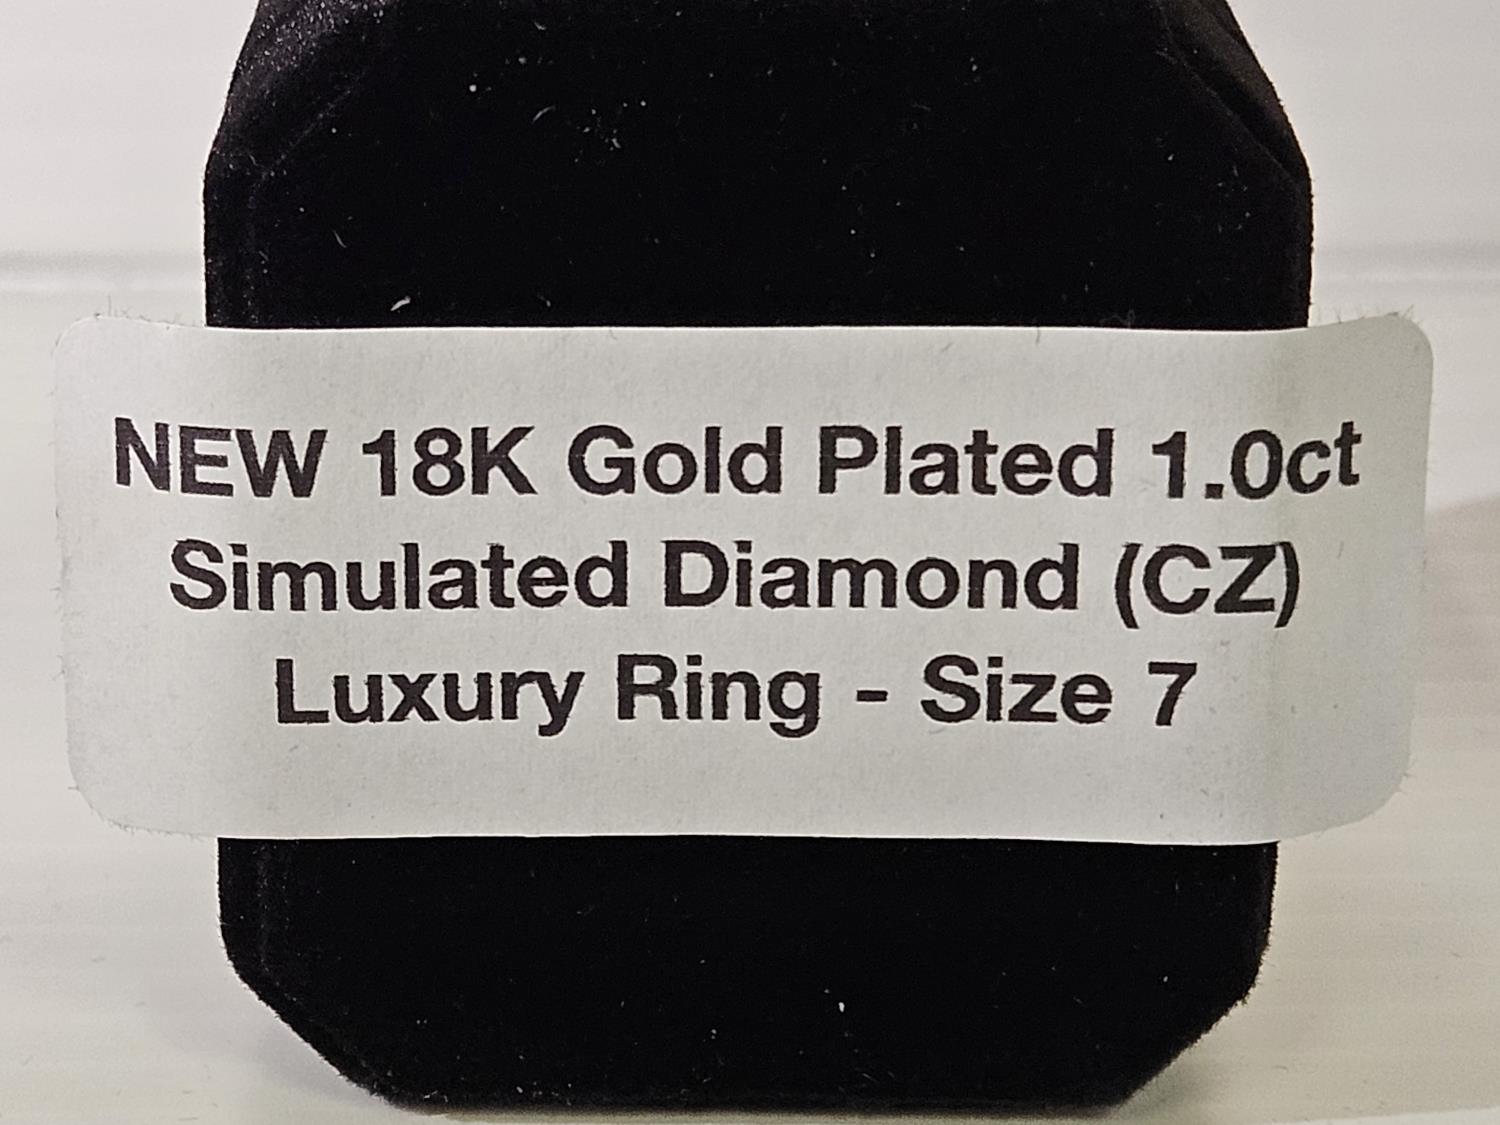 NEW 18K Gold Plated 1.0ct
Simulated Diamond (CZ)
Luxury Ring - Size 7